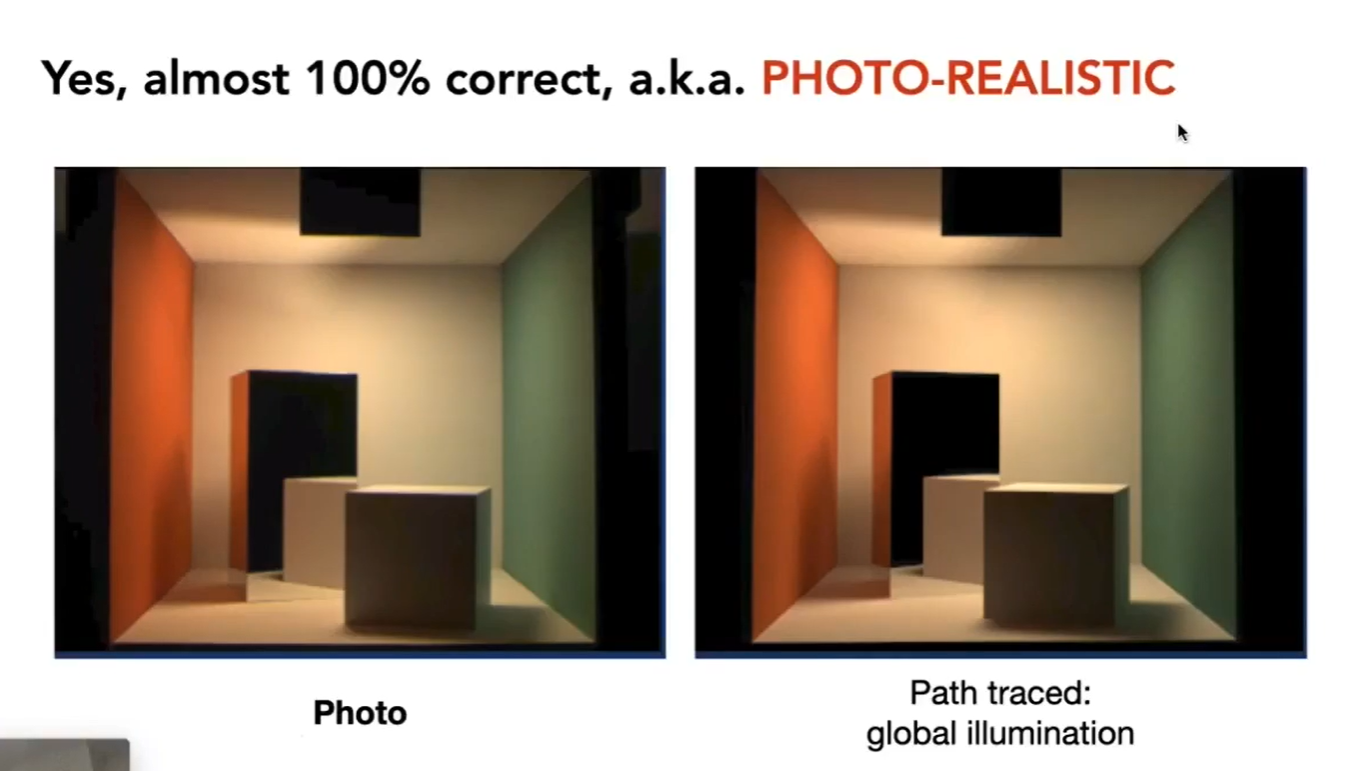 Yes, almost 100% correct, a.k.a. PHOTO-REALISTIC
Photo
Path traced:
global illumination